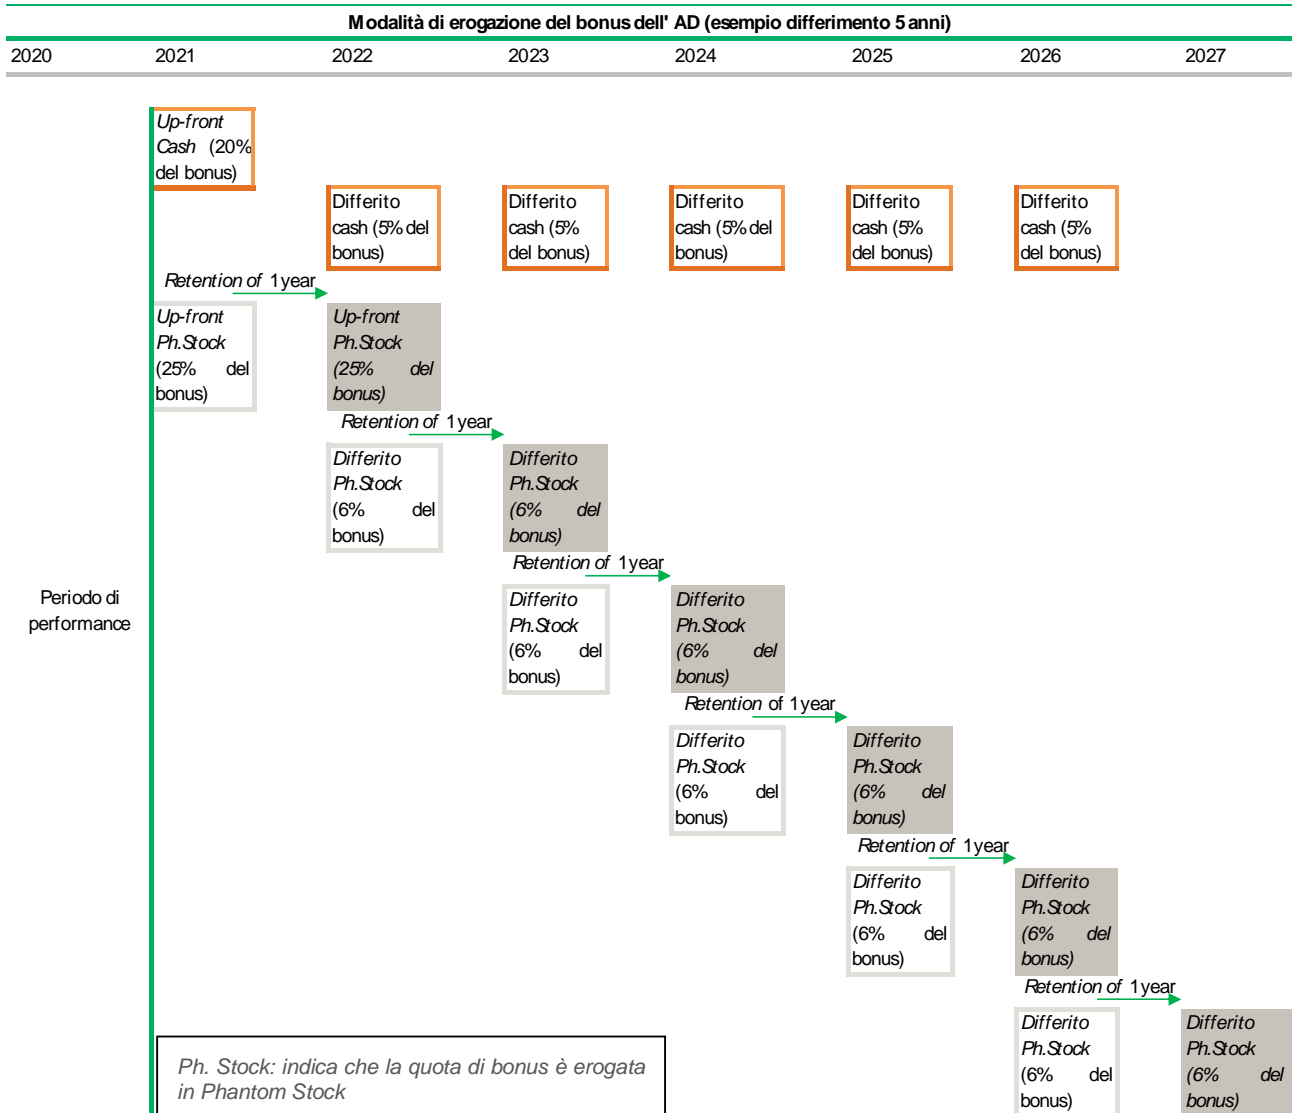 Modalità di erogazione del bonus dell' AD (esempio differimento 5 anni)
2020 2021 2022 2023 2024 2025 2026 2027
Up-front
Cash (20%
del bonus)
Differito
cash (5% del
bonus)
Differito
cash (5%
del bonus)
Differito
cash (5% del
bonus)
Differito
cash (5%
del bonus)
Differito
cash (5%
del bonus)
Retention of 1 year
Up-front
Ph.Stock
(25% del
bonus)
Up-front
Ph.Stock
(25% del
bonus)
Retention of 1 year
Differito
Ph.Stock
(6% del
bonus)
Differito
Ph.Stock
(6% del
bonus)
Retention of 1 year
Periodo di
performance
Differito
Ph.Stock
(6% del
bonus)
Differito
Ph.Stock
(6% del
bonus)
Retention of 1 year
Differito
Ph.Stock
(6% del
bonus)
Differito
Ph.Stock
(6% del
bonus)
Retention of 1 year
Differito
Ph.Stock
(6% del
bonus)
Differito
Ph.Stock
(6% del
bonus)
Retention of 1 year
Differito
Ph.Stock
(6% del
bonus)
Differito
Ph.Stock
(6% del
bonus)
Ph. Stock: indica che la quota di bonus è erogata
in Phantom Stock